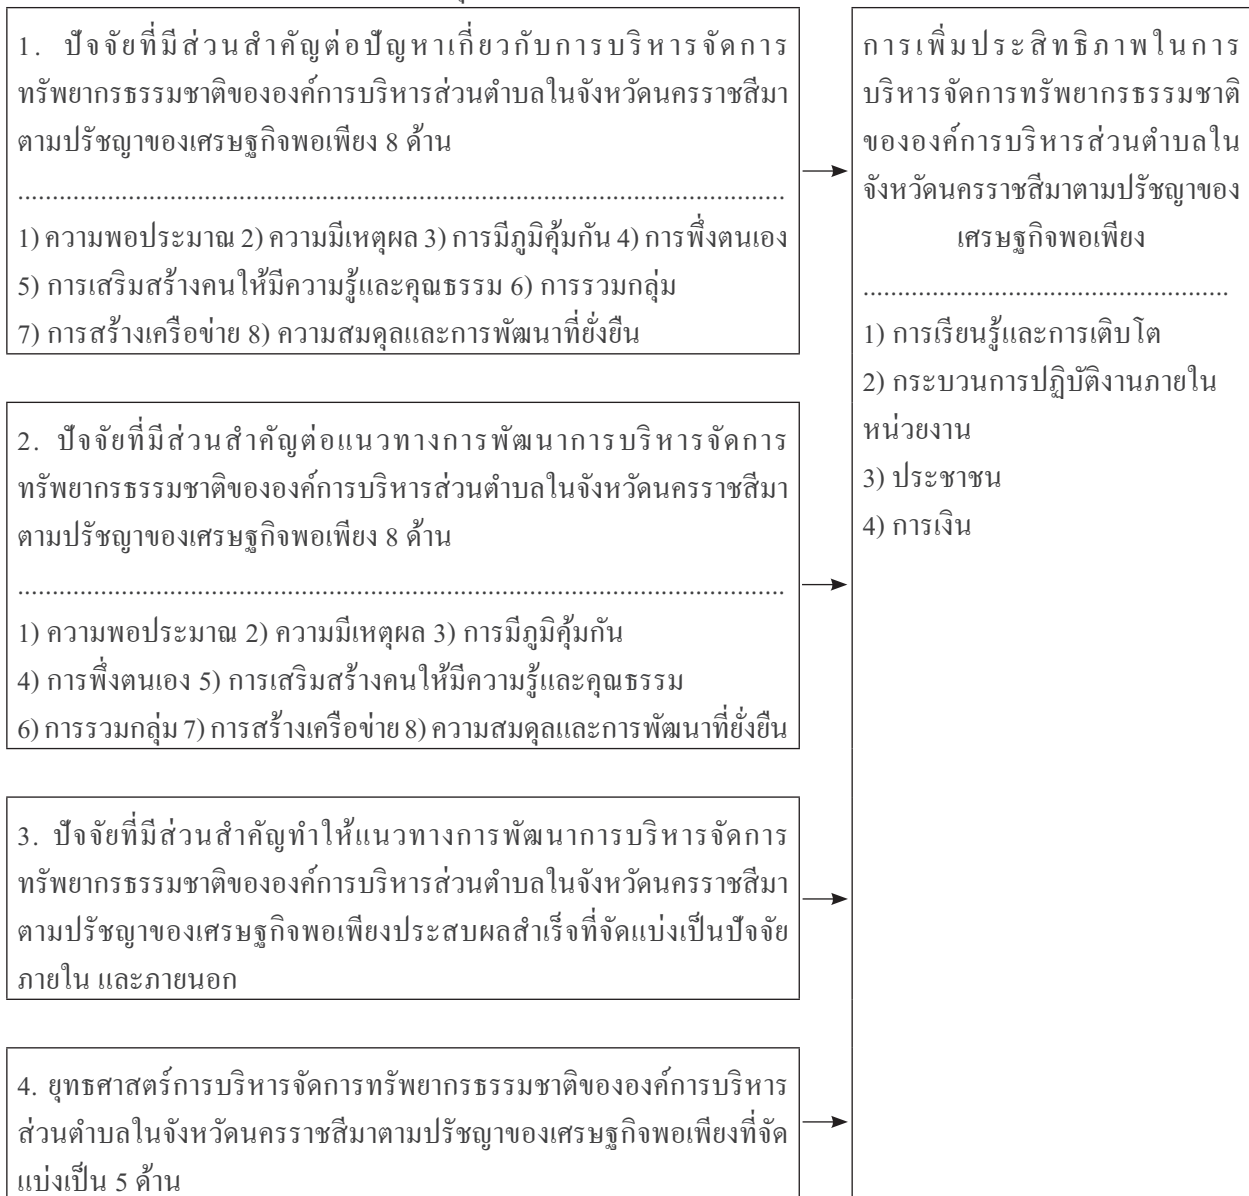 1. ปัจจัยที่มีส่วนสำคัญต่อปัญหาเกี่ยวกับการบริหารจัดการ
ทรัพยากรธรรมชาติขององค์การบริหารส่วนตำบลในจังหวัดนครราชสีมา
ตามปรัชญาของเศรษฐกิจพอเพียง 8 ด้าน
................................................................................................................
1) ความพอประมาณ 2) ความมีเหตุผล 3) การมีภูมิคุ้มกัน 4) การพึ่งตนเอง
5) การเสริมสร้างคนให้มีความรู้และคุณธรรม 6) การรวมกลุ่ม
7) การสร้างเครือข่าย 8) ความสมดุลและการพัฒนาที่ยั่งยืน
2. ปัจจัยที่มีส่วนสำคัญต่อแนวทางการพัฒนาการบริหารจัดการ
ทรัพยากรธรรมชาติขององค์การบริหารส่วนตำบลในจังหวัดนครราชสีมา
ตามปรัชญาของเศรษฐกิจพอเพียง 8 ด้าน
................................................................................................................
1) ความพอประมาณ 2) ความมีเหตุผล 3) การมีภูมิคุ้มกัน
4) การพึ่งตนเอง 5) การเสริมสร้างคนให้มีความรู้และคุณธรรม
6) การรวมกลุ่ม 7) การสร้างเครือข่าย 8) ความสมดุลและการพัฒนาที่ยั่งยืน
3. ปัจจัยที่มีส่วนสำคัญทำให้แนวทางการพัฒนาการบริหารจัดการ
ทรัพยากรธรรมชาติขององค์การบริหารส่วนตำบลในจังหวัดนครราชสีมา
ตามปรัชญาของเศรษฐกิจพอเพียงประสบผลสำเร็จที่จัดแบ่งเป็นปัจจัย
ภายใน และภายนอก
4. ยุทธศาสตร์การบริหารจัดการทรัพยากรธรรมชาติขององค์การบริหาร
ส่วนตำบลในจังหวัดนครราชสีมาตามปรัชญาของเศรษฐกิจพอเพียงที่จัด
แบ่งเป็น 5 ด้าน
การเพิ่มประสิทธิภาพในการ
บริหารจัดการทรัพยากรธรรมชาติ
ขององค์การบริหารส่วนตำบลใน
จังหวัดนครราชสีมาตามปรัชญาของ
เศรษฐกิจพอเพียง
.....................................................
1) การเรียนรู้และการเติบโต
2) กระบวนการปฏิบัติงานภายใน
หน่วยงาน
3) ประชาชน
4) การเงิน